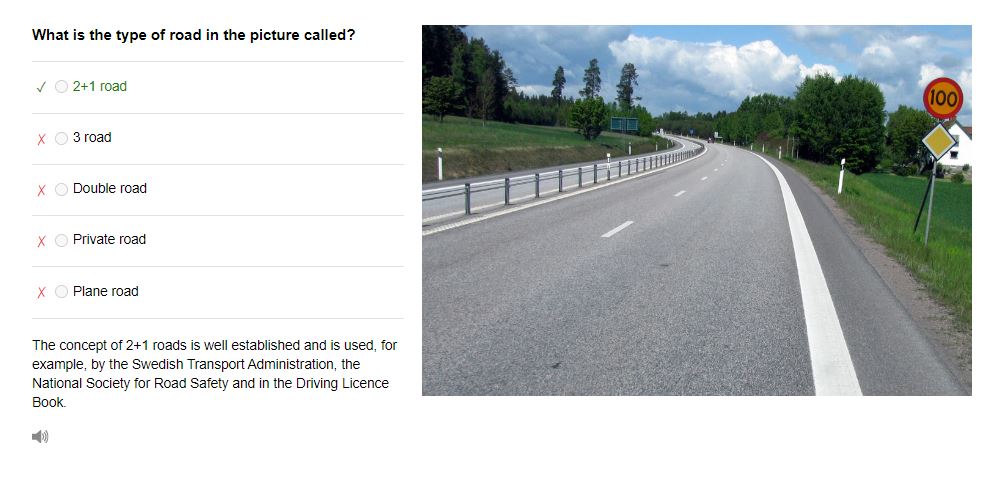 What is the type of road in the picture called?
2+1 road
3 road
Double road
Private road
Plane road
The concept of 2+1 roads is well established and is used, for
example, by the Swedish Transport Administration, the
National Society for Road Safety and in the Driving Licence
Book.
100